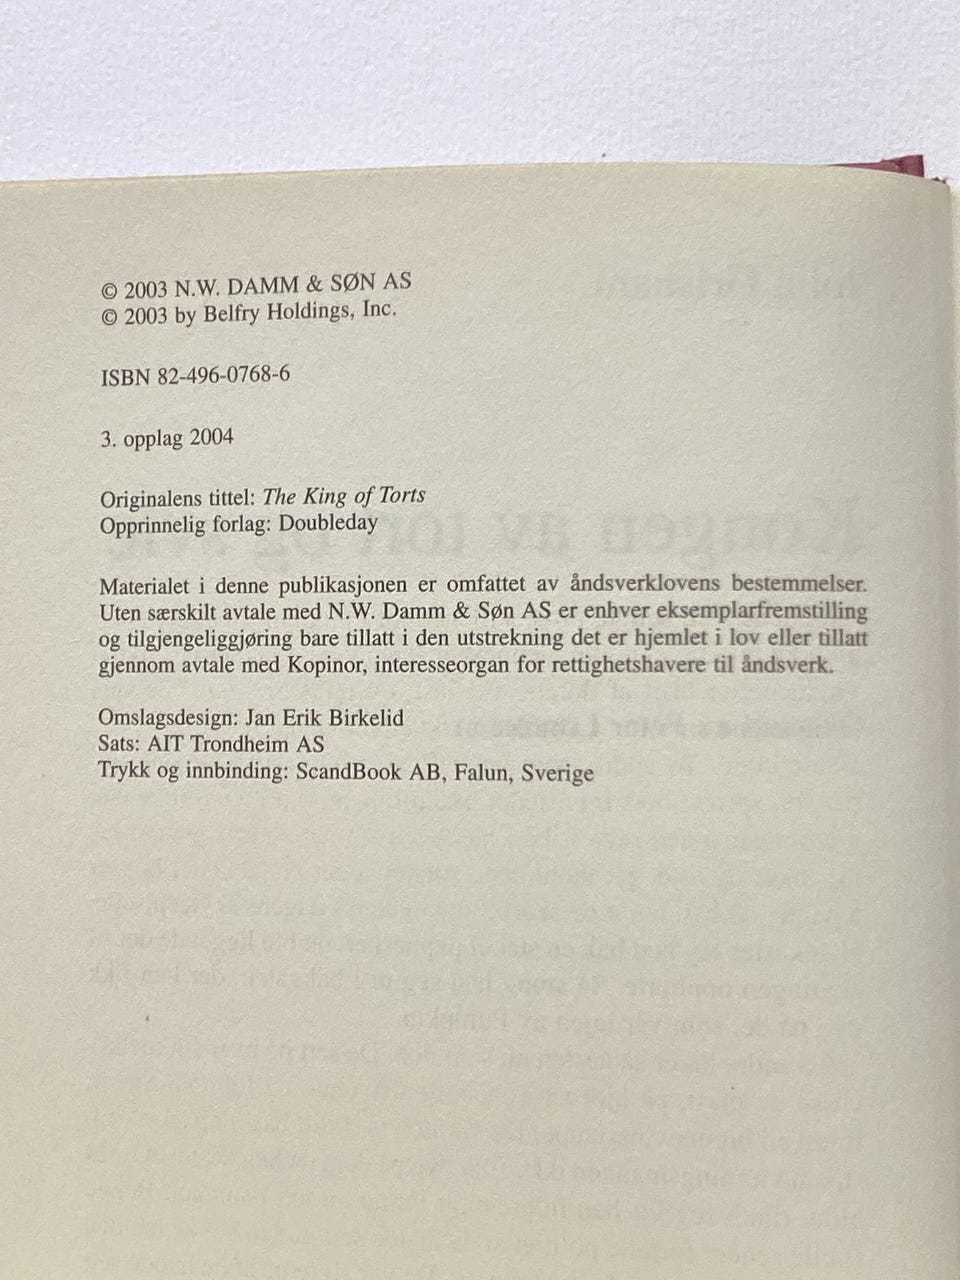 © 2003 N.W. DAMM & SØN AS
© 2003 by Belfry Holdings, Inc.
ISBN 82-496-0768-6
3. opplag 2004
Originalens tittel: The King of Torts
Opprinnelig forlag: Doubleday
Materialet i denne publikasjonen er omfattet av åndsverklovens bestemmelser.
Uten særskilt avtale med N.W. Damm & Søn AS er enhver eksemplarfremstilling
og tilgjengeliggjøring bare tillatt i den utstrekning det er hjemlet i lov eller tillatt
gjennom avtale med Kopinor, interesseorgan for rettighetshavere til åndsverk.
Omslagsdesign: Jan Erik Birkelid
Sats: AIT Trondheim AS
Trykk og innbinding: ScandBook AB, Falun, Sverige